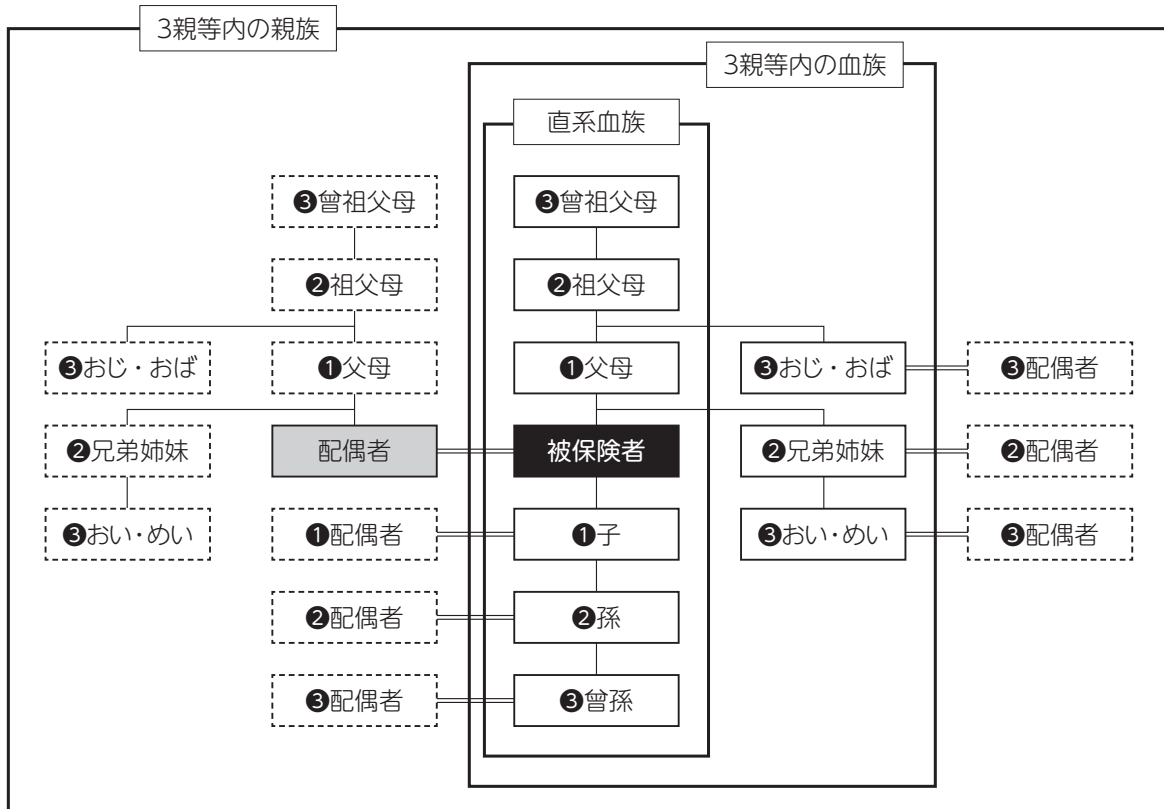 3親等内の親族
3親等内の血族
直系血族
❸曾祖父母
❸曾祖父母
❷祖父母
❷祖父母
❸おじ・おば
❶父母
❶父母
❸おじ・おば
❸配偶者
❷兄弟姉妹
配偶者
被保険者
❷兄弟姉妹
❷配偶者
❸おい・めい
❶配偶者
❶子
❸おい・めい
❸配偶者
❷配偶者
❷孫
❸配偶者
❸曾孫